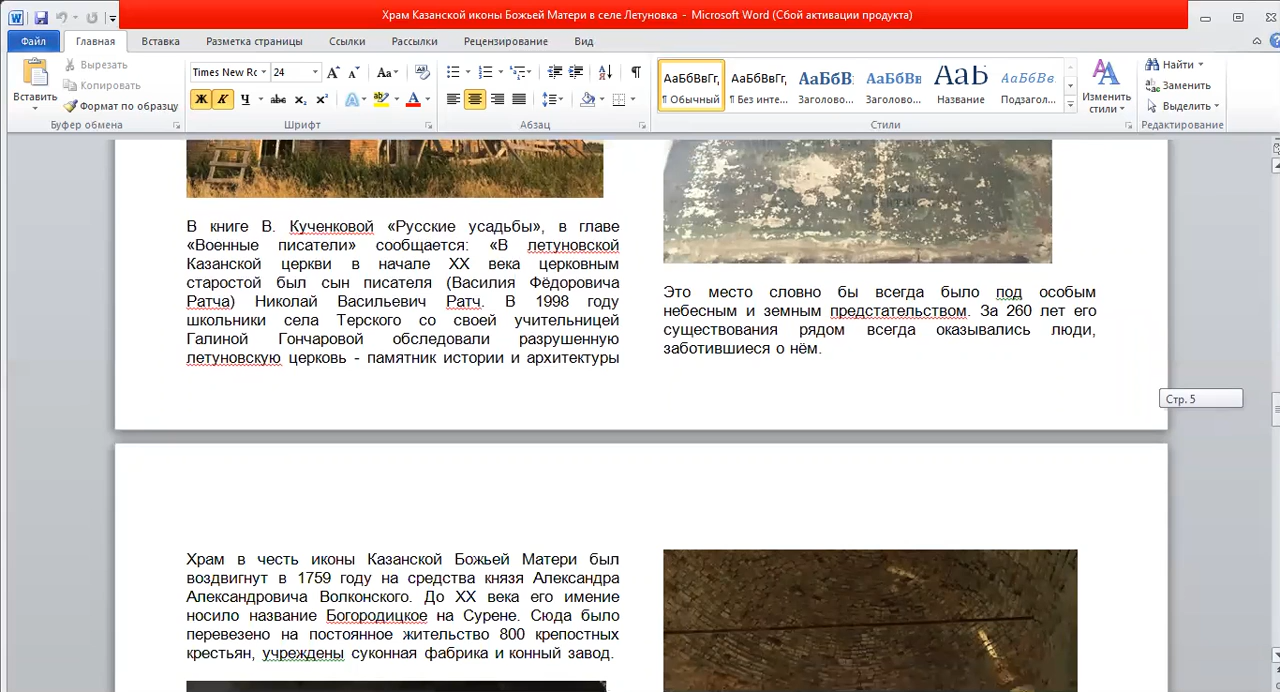 Храм Казанской иконы Божьей Матери в селе Летуновка - Microsoft Word (Сбой активации продукта)
Файл Главная Вставка Разметка страницы Ссылки Рассылки Рецензирование Вид
Вставить
Вырезать
Копировать
Формат по образцу
Буфер обмена
Times New Rc 24
Ж К Ч abc x₂ x²
Шрифт
Абзац
АаБбВвГг,
¶ Обычный
АаБбВвГг,
¶ Без инте...
АаБбВ
Заголово...
АаБбВв
Заголово...
АаБ
Название
АаБбВв.
Подзагол...
Стили
Изменить
стили
Найти
Заменить
Выделить
Редактирование
В книге В. Кученковой «Русские усадьбы», в главе
«Военные писатели» сообщается: «В летуновской
Казанской церкви в начале XX века церковным
старостой был сын писателя (Василия Фёдоровича
Ратча) Николай Васильевич Ратч. В 1998 году
школьники села Терского со своей учительницей
Галиной Гончаровой обследовали разрушенную
летуновскую церковь - памятник истории и архитектуры
Это место словно бы всегда было под особым
небесным и земным предстательством. За 260 лет его
существования рядом всегда оказывались люди,
заботившиеся о нём.
Стр. 5
Храм в честь иконы Казанской Божьей Матери был
воздвигнут в 1759 году на средства князя Александра
Александровича Волконского. До XX века его имение
носило название Богородицкое на Сурене. Сюда было
перевезено на постоянное жительство 800 крепостных
крестьян, учреждены суконная фабрика и конный завод.